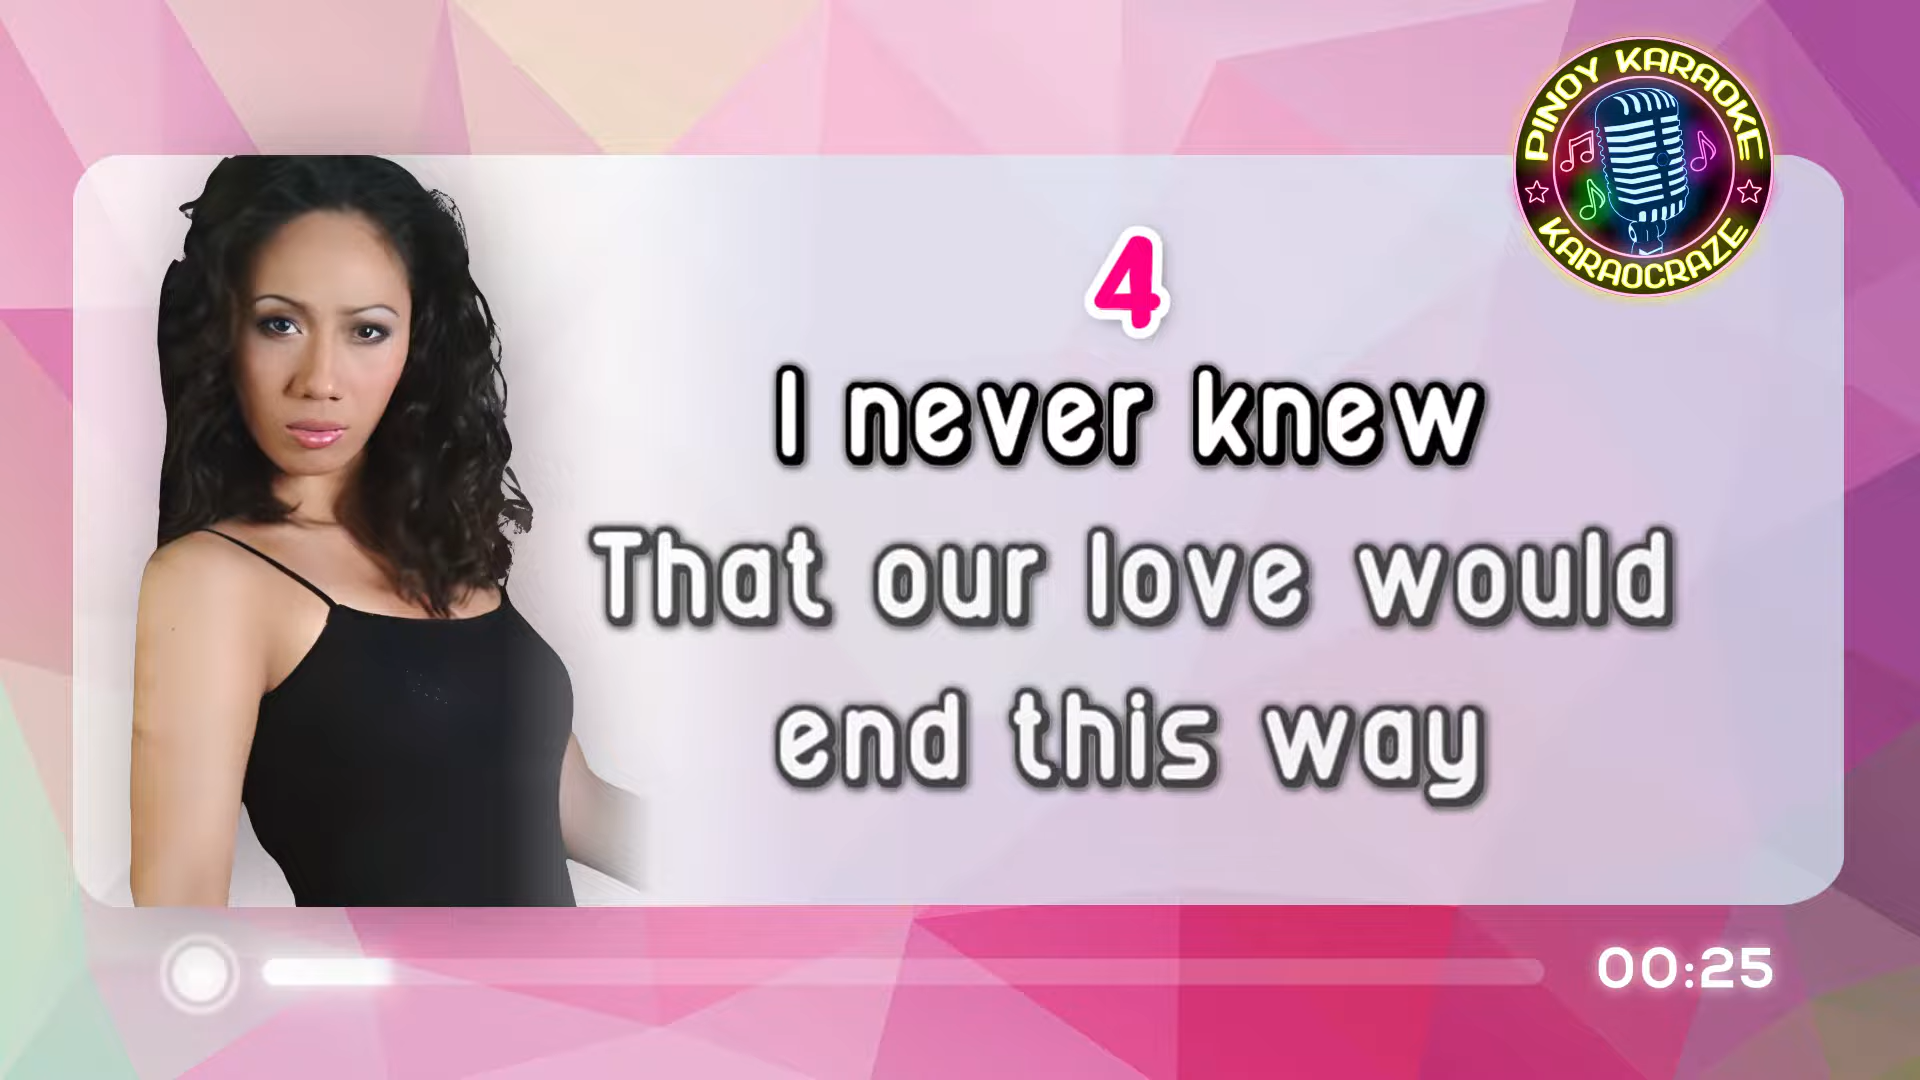 PINOY KARAOKE
KARAOCRAZE
4
I never knew
That our love would
end this way
00:25